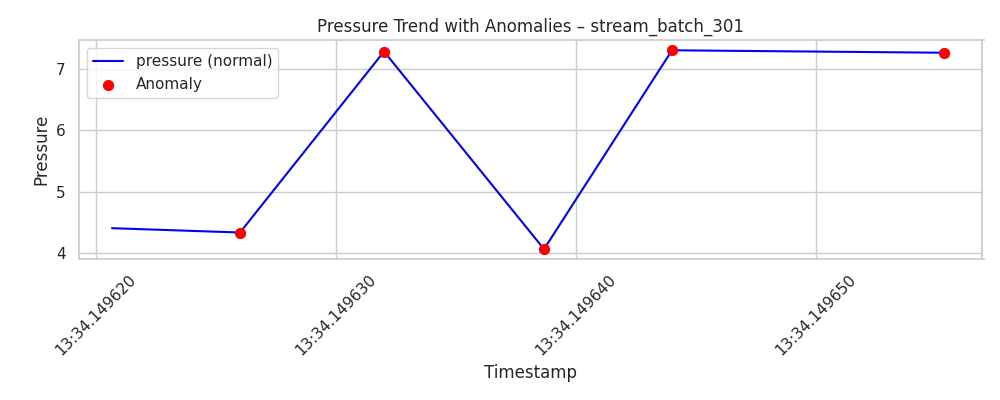 Pressure Trend with Anomalies – stream_batch_301
pressure (normal)
Anomaly
Pressure
7
6
5
4
13:34.149620
13:34.149630
13:34.149640
13:34.149650
Timestamp